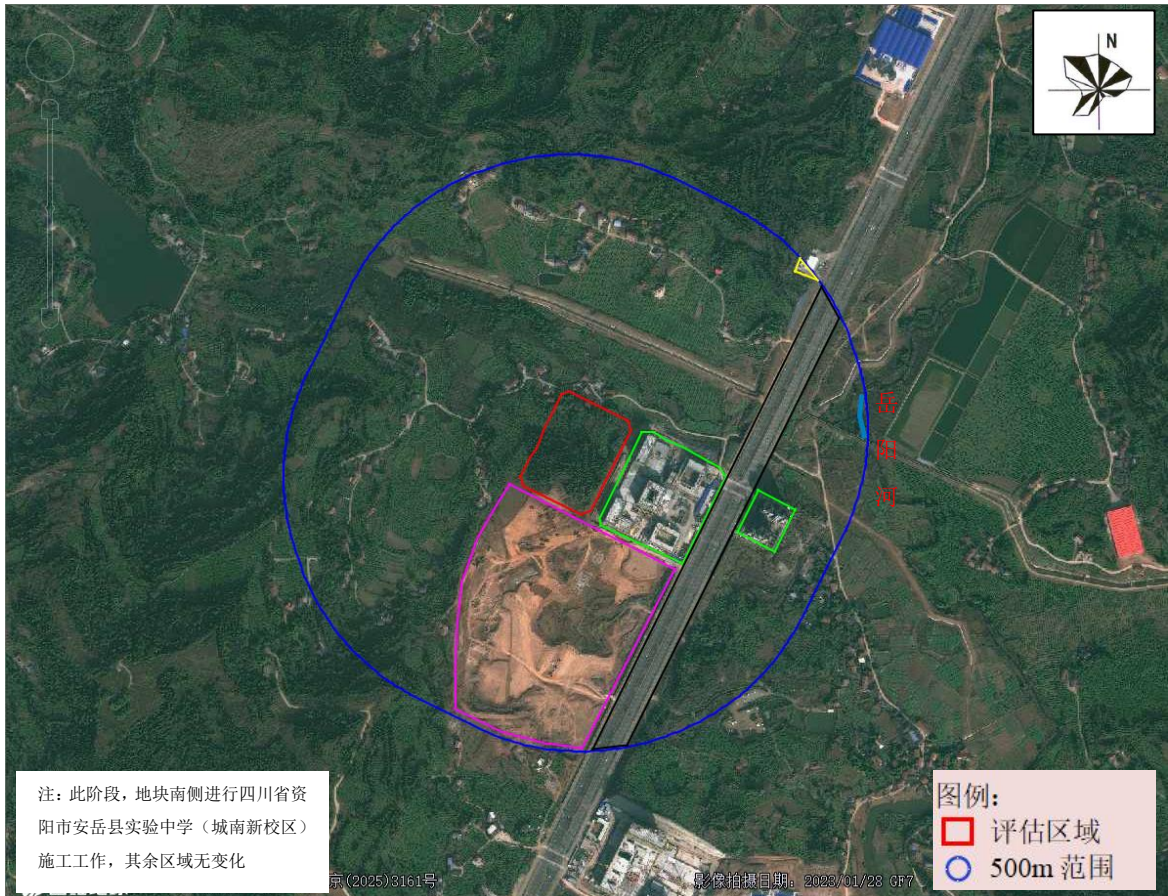 N
岳
阳
河
注：此阶段，地块南侧进行四川省资
阳市安岳县实验中学（城南新校区）
施工工作，其余区域无变化
图例：
评估区域
500m 范围
京(2025)3161号
影像拍摄日期：2023/01/28 GF7